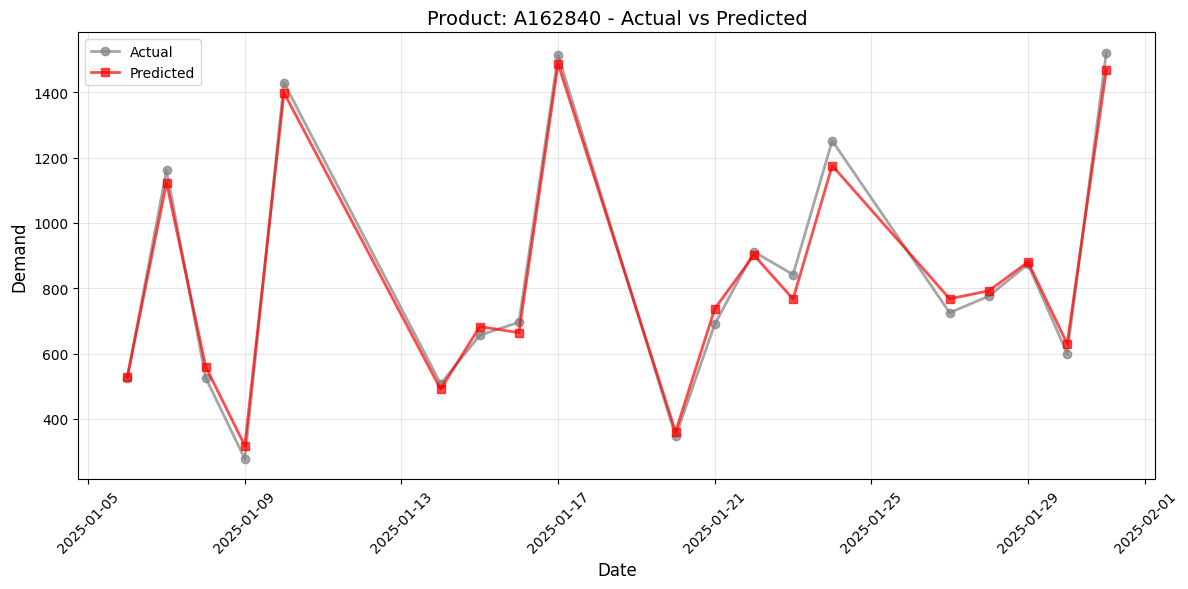 Product: A162840 - Actual vs Predicted
Actual
Predicted
1400
1200
1000
800
600
400
Demand
2025-01-05
2025-01-09
2025-01-13
2025-01-17
2025-01-21
2025-01-25
2025-01-29
2025-02-01
Date